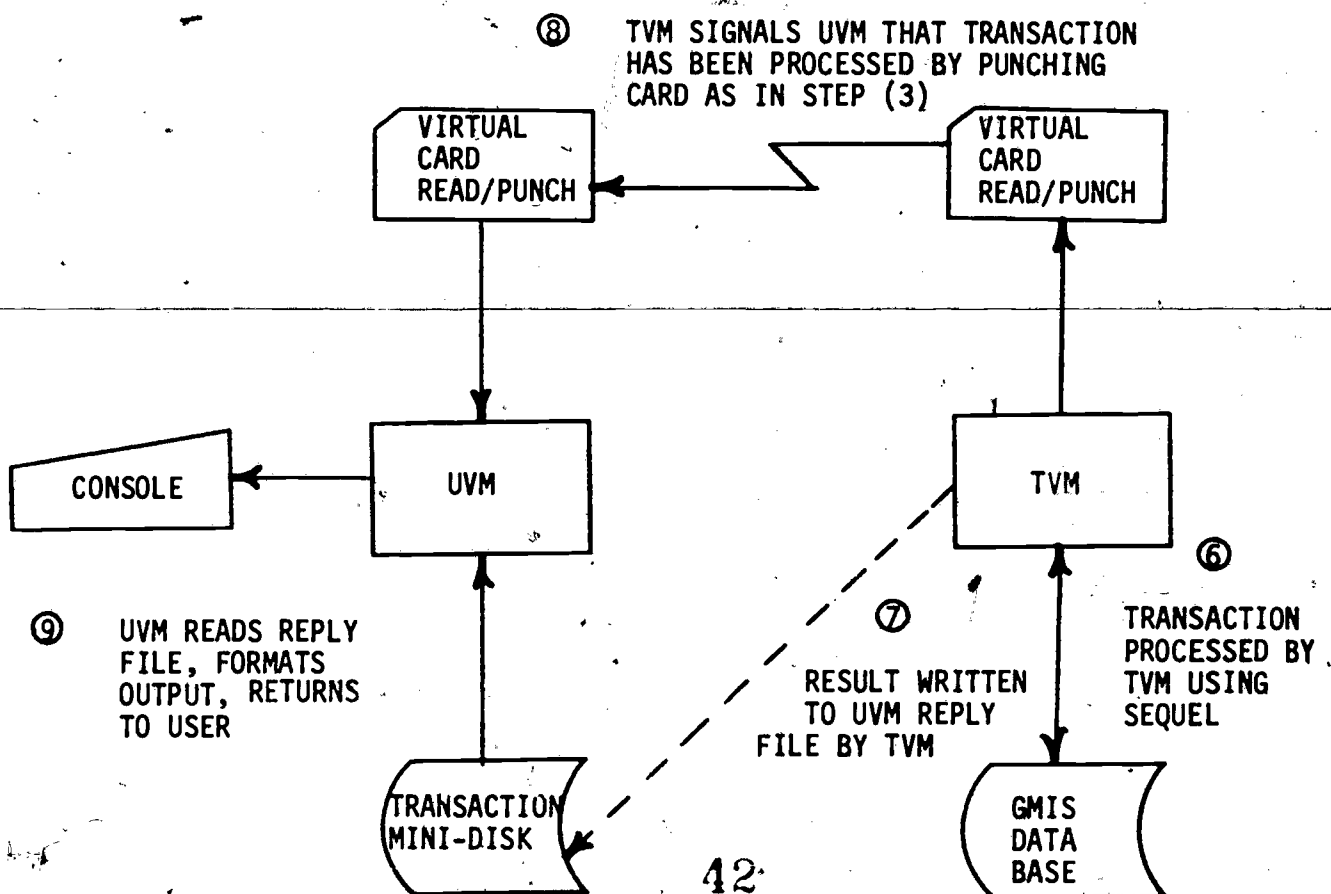 ⑧ TVM SIGNALS UVM THAT TRANSACTION
HAS BEEN PROCESSED BY PUNCHING
CARD AS IN STEP (3)
VIRTUAL
CARD
READ/PUNCH
VIRTUAL
CARD
READ/PUNCH
CONSOLE
UVM
TVM
⑥
TRANSACTION
PROCESSED BY
TVM USING
SEQUEL
⑦
RESULT WRITTEN
TO UVM REPLY
FILE BY TVM
⑨ UVM READS REPLY
FILE, FORMATS
OUTPUT, RETURNS
TO USER
TRANSACTION
MINI-DISK
GMIS
DATA
BASE
42